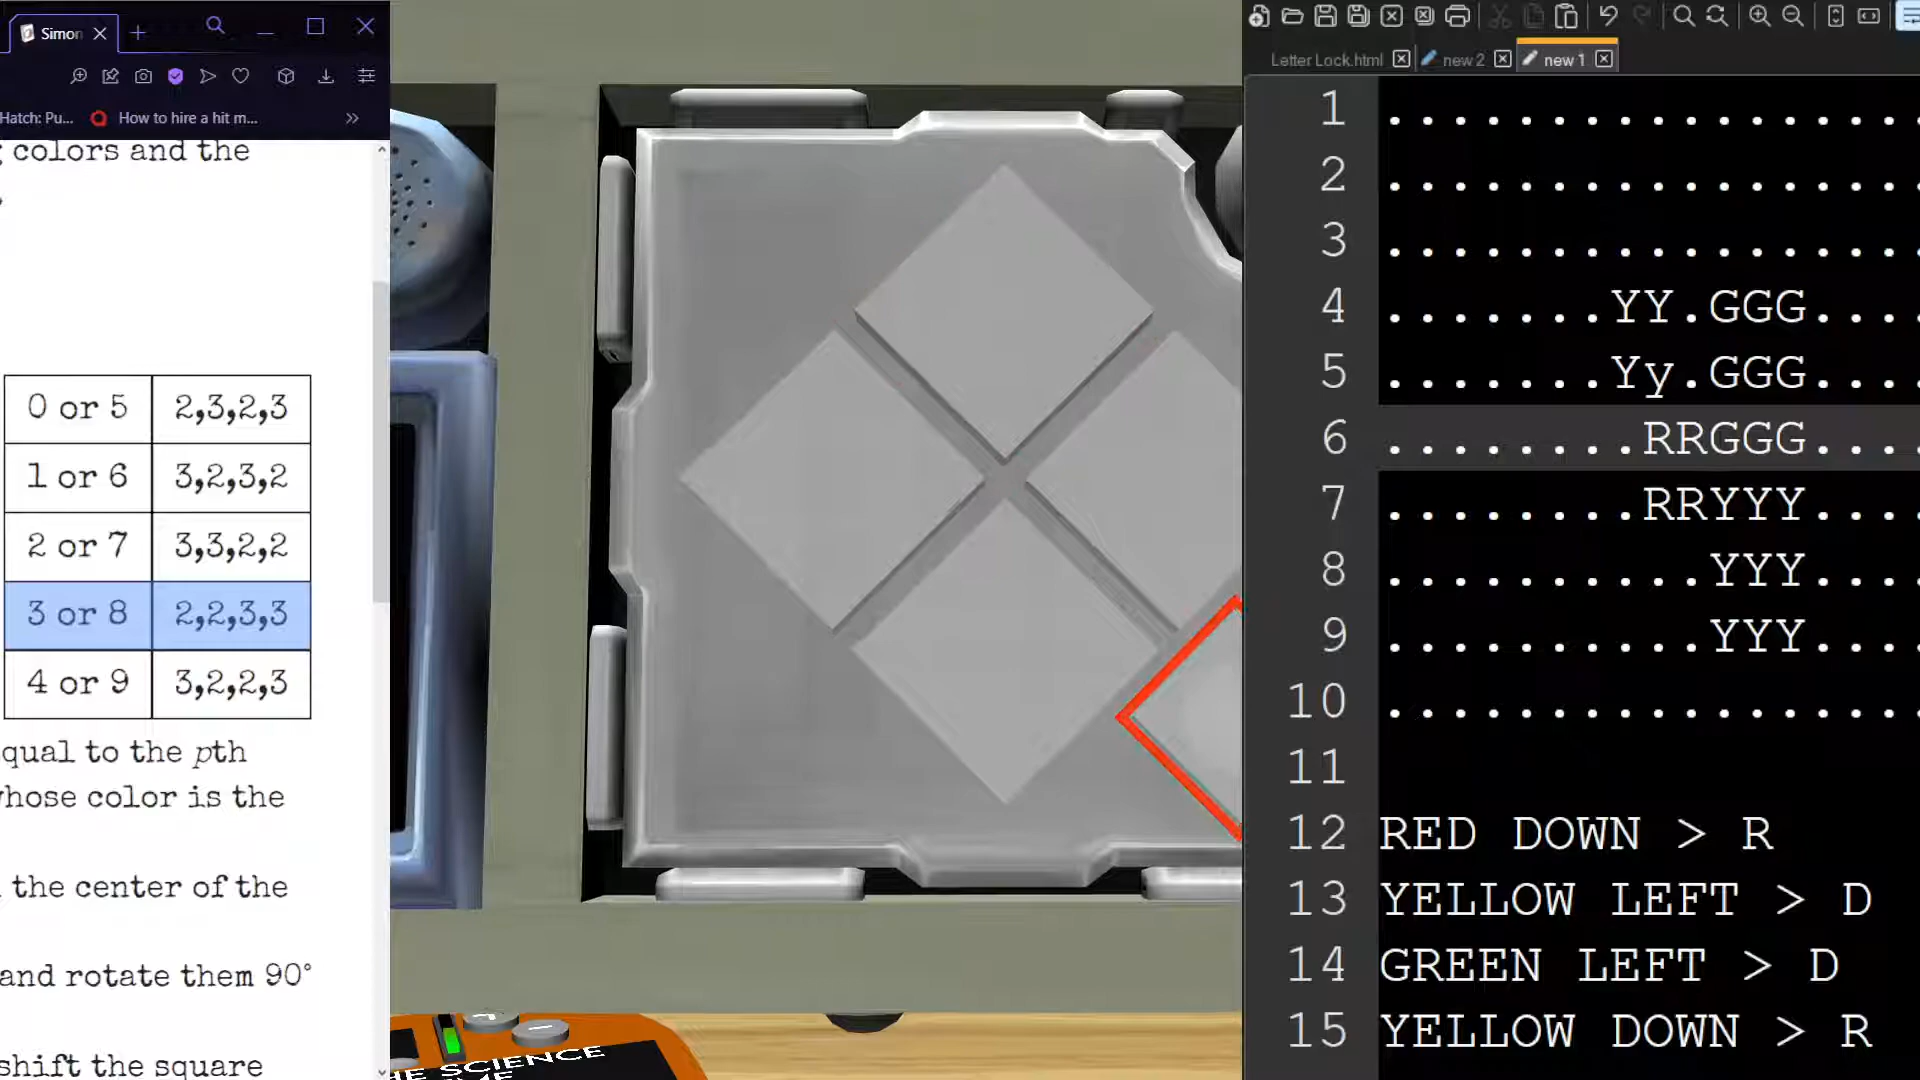 Simon
Hatch: Pu...
How to hire a hit m...
»
colors and the
0 or 5 2,3,2,3
1 or 6 3,2,3,2
2 or 7 3,3,2,2
3 or 8 2,2,3,3
4 or 9 3,2,2,3
qual to the pth
whose color is the
the center of the
and rotate them 90°
shift the square
THE SCIENCE
Letter Lock.html
new 2
new 1
1 .................
2 .................
3 .................
4 .......YY.GGG....
5 .......Yy.GGG....
6 ........RRGGG....
7 ........RRYYY....
8 ..........YYY....
9 ..........YYY....
10 .................
11
12 RED DOWN > R
13 YELLOW LEFT > D
14 GREEN LEFT > D
15 YELLOW DOWN > R